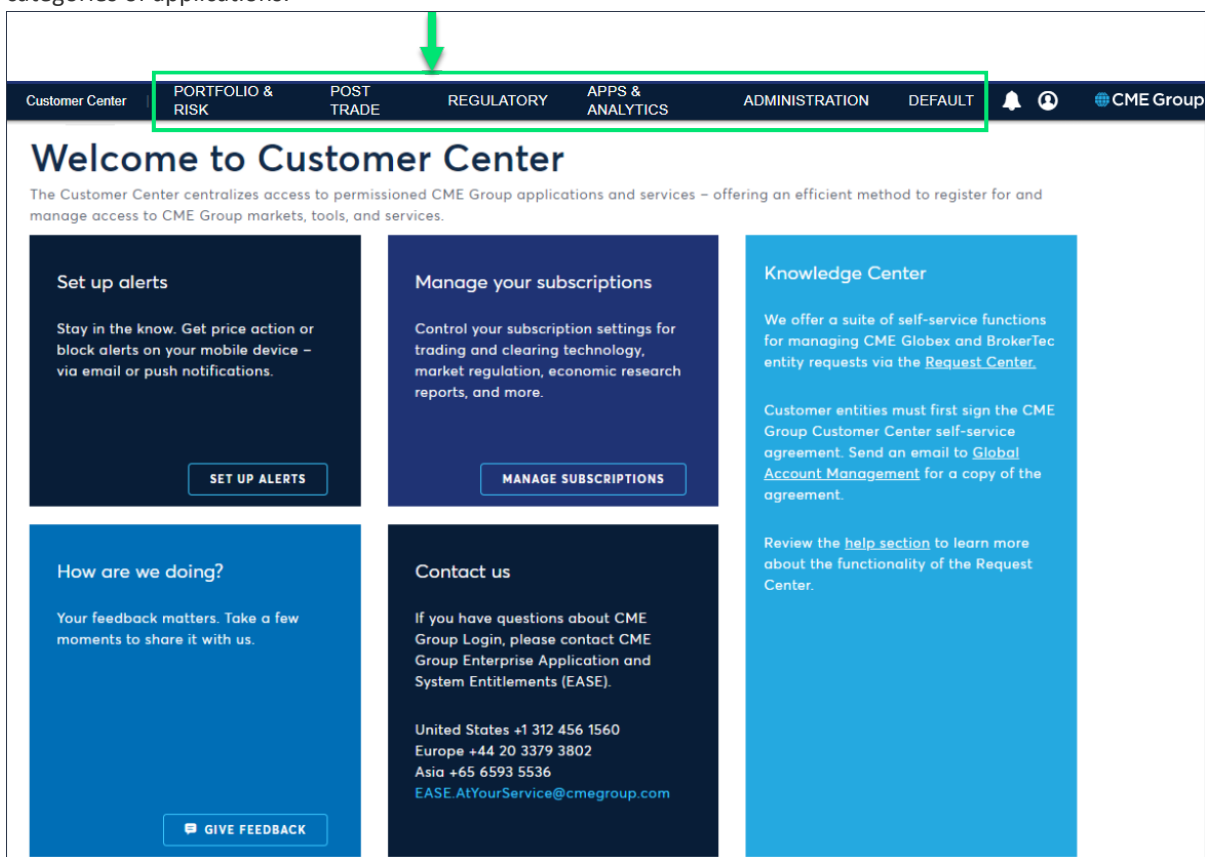 categories of applications.
Customer Center
PORTFOLIO &
RISK
POST
TRADE
REGULATORY
APPS &
ANALYTICS
ADMINISTRATION
DEFAULT
CME Group
Welcome to Customer Center
The Customer Center centralizes access to permissioned CME Group applications and services – offering an efficient method to register for and
manage access to CME Group markets, tools, and services.
Set up alerts
Stay in the know. Get price action or
block alerts on your mobile device –
via email or push notifications.
SET UP ALERTS
Manage your subscriptions
Control your subscription settings for
trading and clearing technology,
market regulation, economic research
reports, and more.
MANAGE SUBSCRIPTIONS
Knowledge Center
We offer a suite of self-service functions
for managing CME Globex and BrokerTec
entity requests via the Request Center.
Customer entities must first sign the CME
Group Customer Center self-service
agreement. Send an email to Global
Account Management for a copy of the
agreement.
Review the help section to learn more
about the functionality of the Request
Center.
How are we doing?
Your feedback matters. Take a few
moments to share it with us.
GIVE FEEDBACK
Contact us
If you have questions about CME
Group Login, please contact CME
Group Enterprise Application and
System Entitlements (EASE).
United States +1 312 456 1560
Europe +44 20 3379 3802
Asia +65 6593 5536
EASE.AtYourService@cmegroup.com